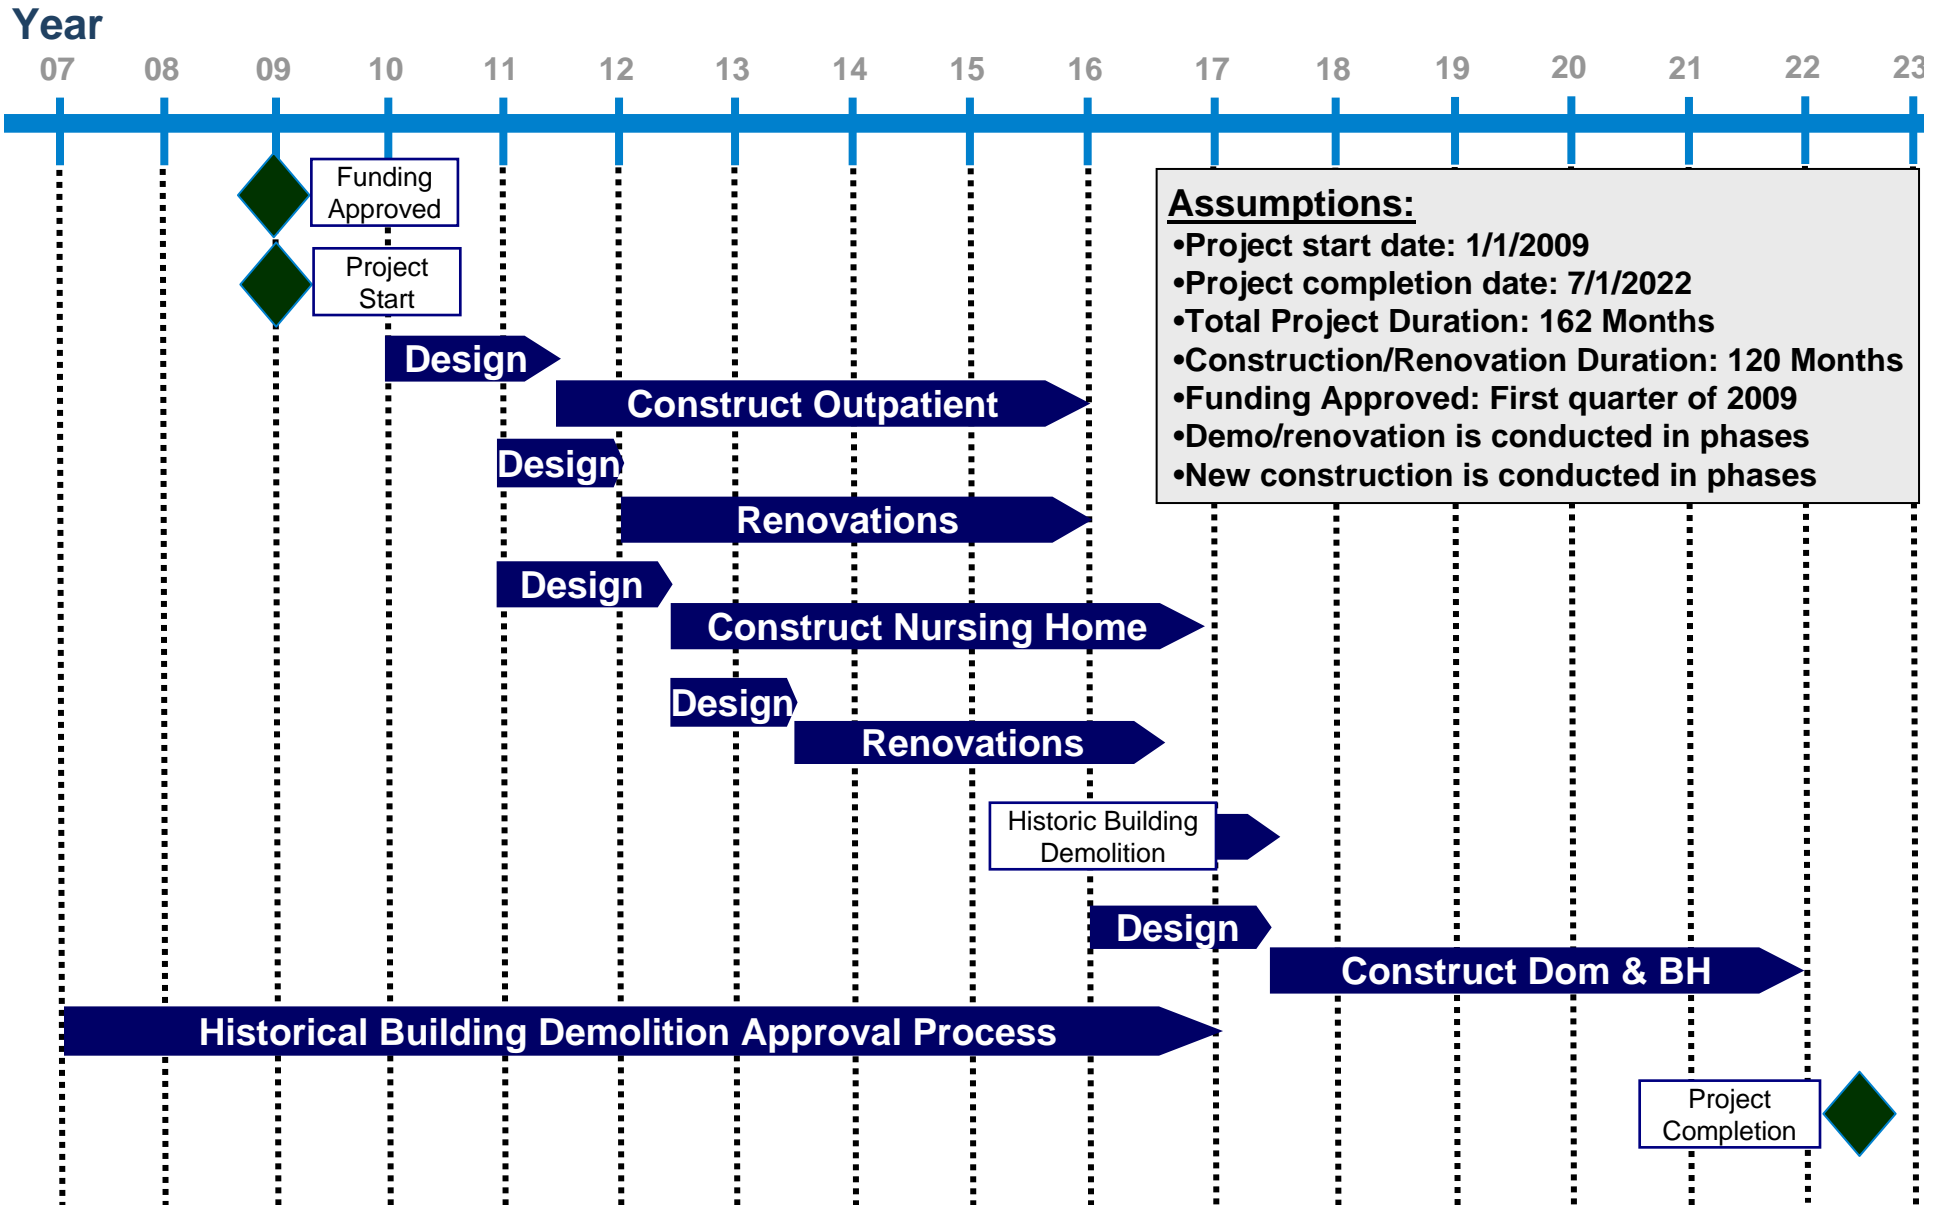 Year
07 08 09 10 11 12 13 14 15 16 17 18 19 20 21 22 23
Funding
Approved
Project
Start
Assumptions:
•Project start date: 1/1/2009
•Project completion date: 7/1/2022
•Total Project Duration: 162 Months
•Construction/Renovation Duration: 120 Months
•Funding Approved: First quarter of 2009
•Demo/renovation is conducted in phases
•New construction is conducted in phases
Design
Construct Outpatient
Design
Renovations
Design
Construct Nursing Home
Design
Renovations
Historic Building
Demolition
Design
Construct Dom & BH
Historical Building Demolition Approval Process
Project
Completion